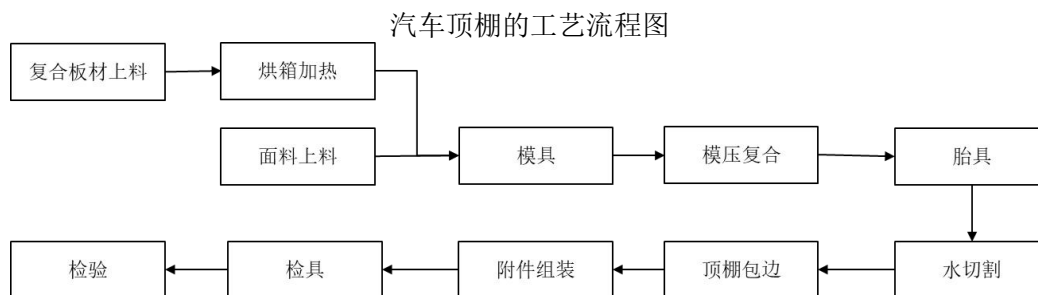 汽车顶棚的工艺流程图
复合板材上料
烘箱加热
面料上料
模具
模压复合
胎具
水切割
顶棚包边
附件组装
检具
检验